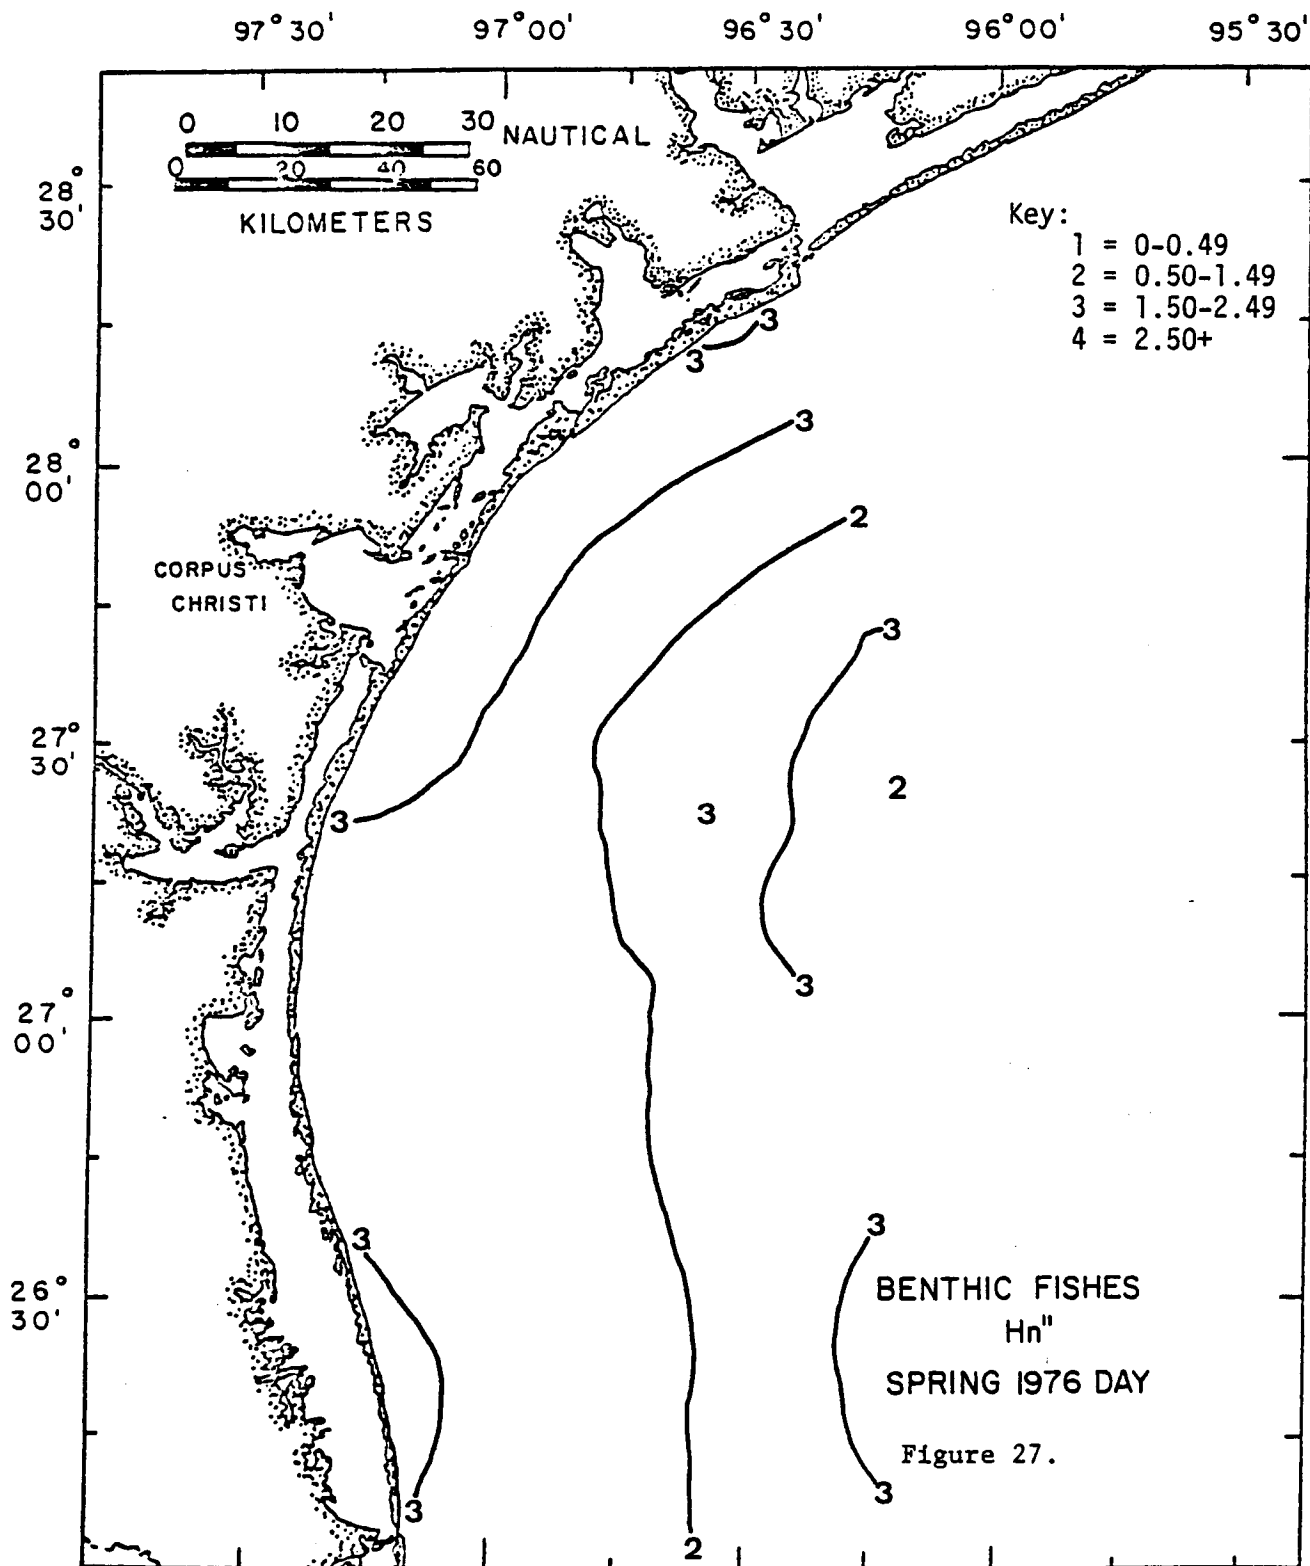 97°30' 97°00' 96°30' 96°00' 95°30'
0 10 20 30 NAUTICAL
0 20 40 60
KILOMETERS
28°
30'
Key:
1 = 0-0.49
2 = 0.50-1.49
3 = 1.50-2.49
4 = 2.50+
3
3
3
28°
00'
2
CORPUS
CHRISTI
3
27°
30'
2
3
3
3
27°
00'
3
3
26°
30'
BENTHIC FISHES
Hn"
SPRING 1976 DAY
Figure 27.
3
3
2